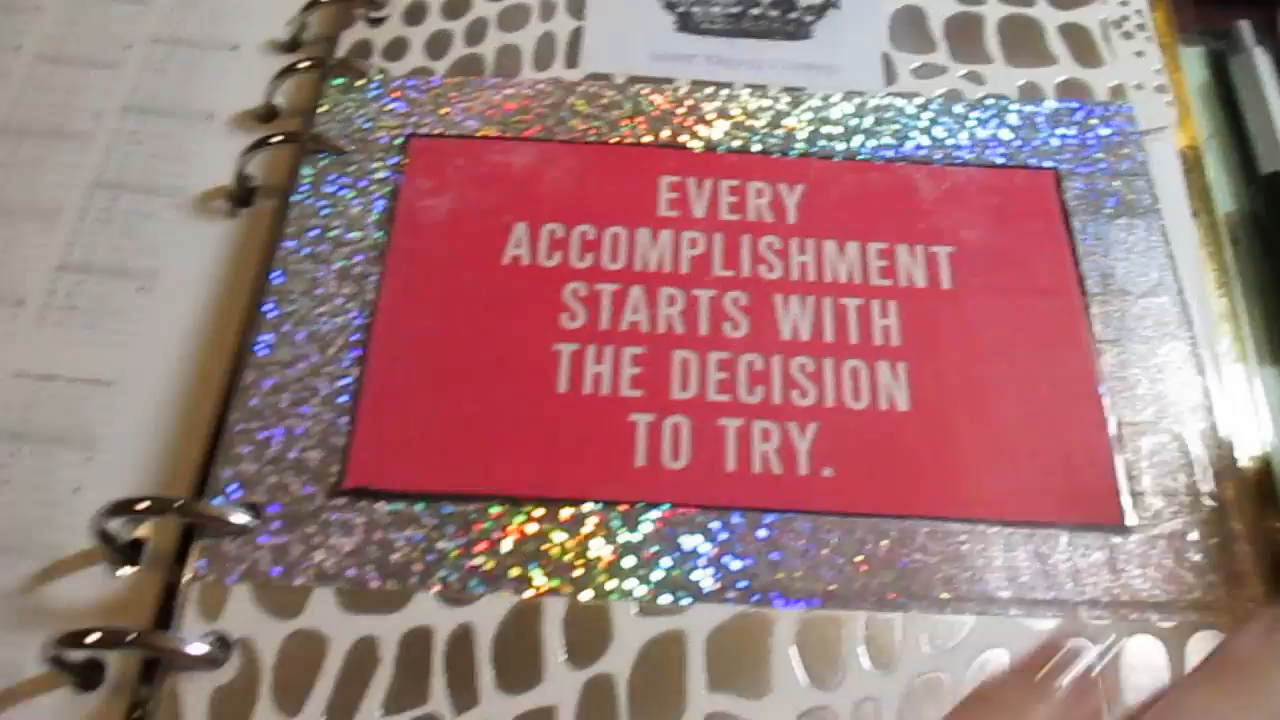 EVERY
ACCOMPLISHMENT
STARTS WITH
THE DECISION
TO TRY.